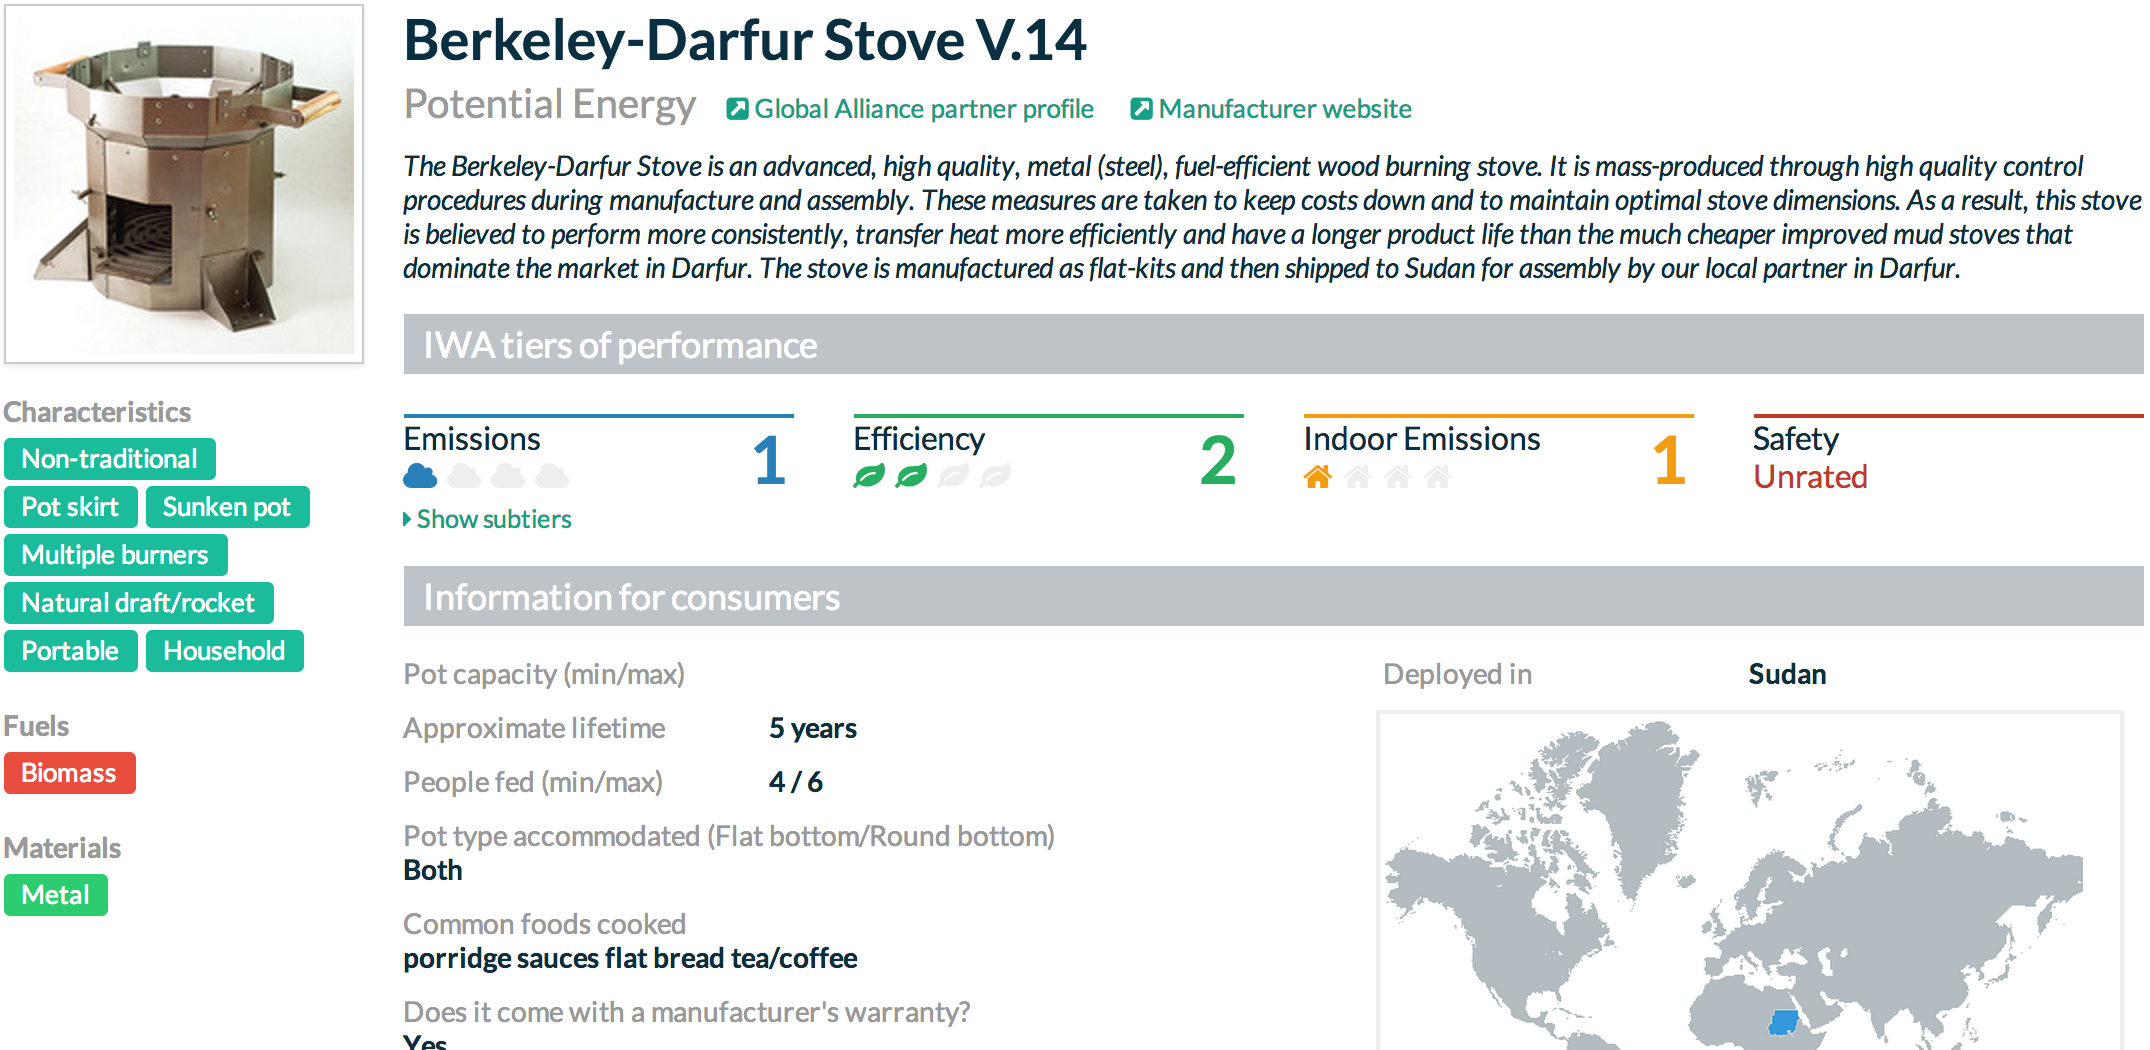 Berkeley-Darfur Stove V.14
Potential Energy Global Alliance partner profile Manufacturer website
The Berkeley-Darfur Stove is an advanced, high quality, metal (steel), fuel-efficient wood burning stove. It is mass-produced through high quality control
procedures during manufacture and assembly. These measures are taken to keep costs down and to maintain optimal stove dimensions. As a result, this stove
is believed to perform more consistently, transfer heat more efficiently and have a longer product life than the much cheaper improved mud stoves that
dominate the market in Darfur. The stove is manufactured as flat-kits and then shipped to Sudan for assembly by our local partner in Darfur.
Characteristics
Non-traditional
Pot skirt Sunken pot
Multiple burners
Natural draft/rocket
Portable Household
Fuels
Biomass
Materials
Metal
IWA tiers of performance
Emissions 1
Efficiency 2
Indoor Emissions 1
Safety
Unrated
Show subtiers
Information for consumers
Pot capacity (min/max)
Approximate lifetime 5 years
People fed (min/max) 4 / 6
Pot type accommodated (Flat bottom/Round bottom)
Both
Common foods cooked
porridge sauces flat bread tea/coffee
Does it come with a manufacturer's warranty?
Yes
Deployed in Sudan